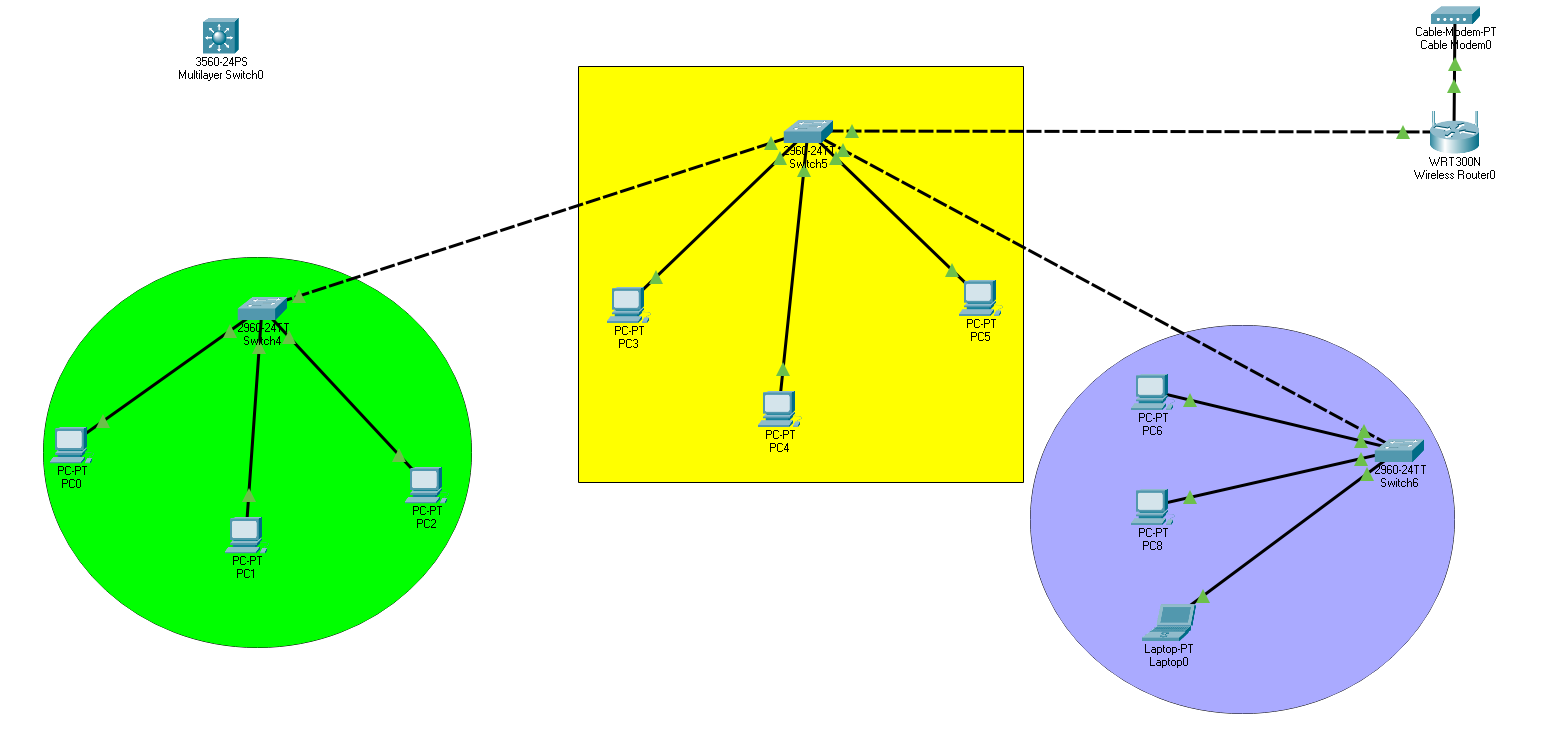 3560-24PS
Multilayer Switch0
Cable-Modem-PT
Cable Modem0
2960-24TT
Switch5
WRT300N
Wireless Router0
2960-24TT
Switch4
PC-PT
PC3
PC-PT
PC5
PC-PT
PC4
PC-PT
PC0
PC-PT
PC2
PC-PT
PC1
PC-PT
PC6
2960-24TT
Switch6
PC-PT
PC8
Laptop-PT
Laptop0